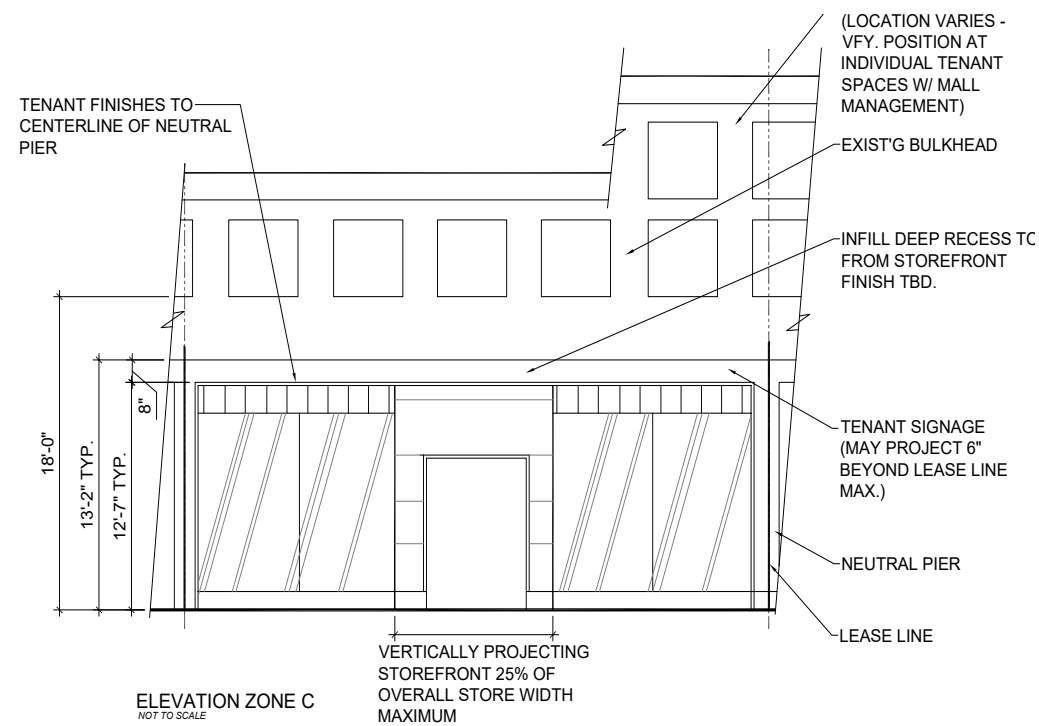 (LOCATION VARIES -
VFY. POSITION AT
INDIVIDUAL TENANT
SPACES W/ MALL
MANAGEMENT)
TENANT FINISHES TO
CENTERLINE OF NEUTRAL
PIER
EXIST'G BULKHEAD
INFILL DEEP RECESS TO
FROM STOREFRONT
FINISH TBD.
18'-0"
13'-2" TYP.
12'-7" TYP.
8"
TENANT SIGNAGE
(MAY PROJECT 6"
BEYOND LEASE LINE
MAX.)
NEUTRAL PIER
LEASE LINE
VERTICALLY PROJECTING
STOREFRONT 25% OF
OVERALL STORE WIDTH
MAXIMUM
ELEVATION ZONE C
NOT TO SCALE